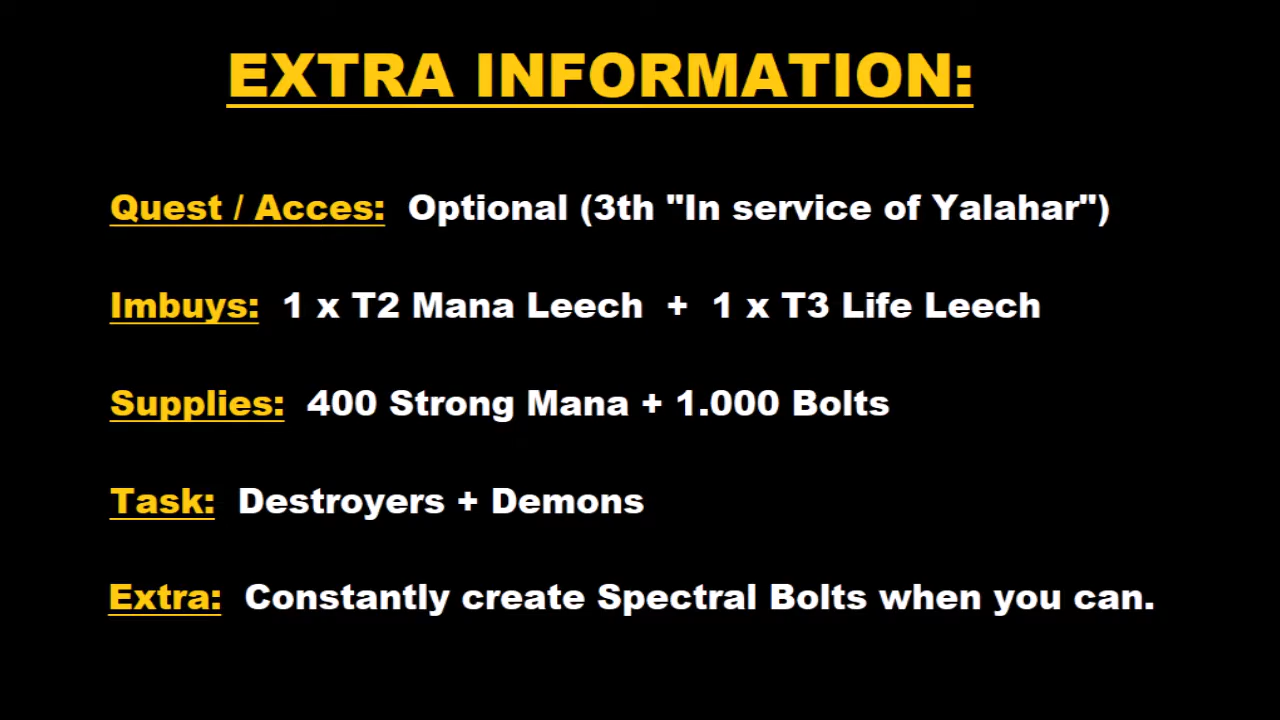 EXTRA INFORMATION:
Quest / Acces: Optional (3th "In service of Yalahar")
Imbuys: 1 x T2 Mana Leech + 1 x T3 Life Leech
Supplies: 400 Strong Mana + 1.000 Bolts
Task: Destroyers + Demons
Extra: Constantly create Spectral Bolts when you can.